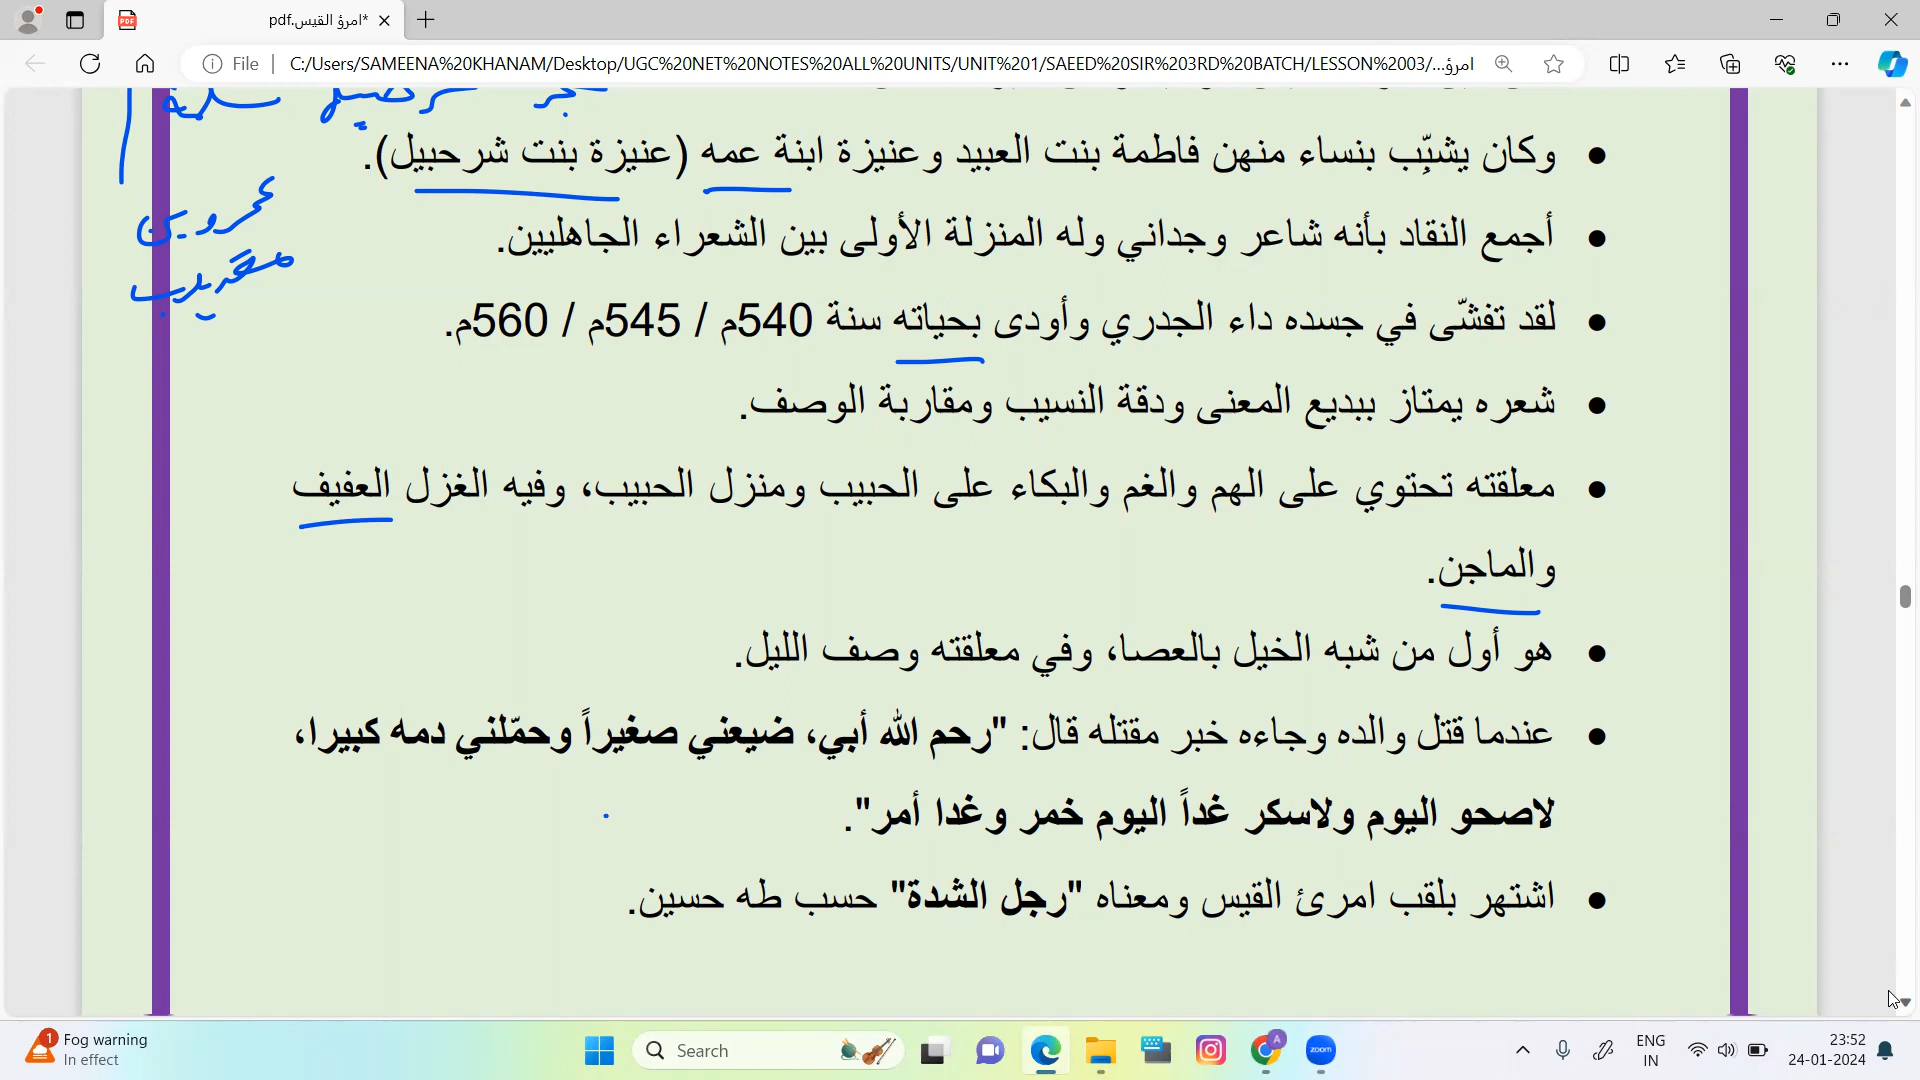 امرؤ القيس.pdf*
File
C:/Users/SAMEENA%20KHANAM/Desktop/UGC%20NET%20NOTES%20ALL%20UNITS/UNIT%201/SAEED%20SIR%203RD%20BATCH/LESSON%2003/امرؤ...
سلمة
عمرو بن
معديكرب
وكان يشبِّب بنساء منهن فاطمة بنت العبيد وعنيزة ابنة عمه (عنيزة بنت شرحبيل).
أجمع النقاد بأنه شاعر وجداني وله المنزلة الأولى بين الشعراء الجاهليين.
لقد تفشّى في جسده داء الجدري وأودى بحياته سنة 540م / 545م / 560م.
شعره يمتاز ببديع المعنى ودقة النسيب ومقاربة الوصف.
معلقته تحتوي على الهم والغم والبكاء على الحبيب ومنزل الحبيب، وفيه الغزل العفيف
والماجن.
هو أول من شبه الخيل بالعصا، وفي معلقته وصف الليل.
عندما قتل والده وجاءه خبر مقتله قال: "رحم الله أبي، ضيعني صغيراً وحمّلني دمه كبيرا،
لاصحو اليوم ولاسكر غداً اليوم خمر وغدا أمر".
اشتهر بلقب امرئ القيس ومعناه "رجل الشدة" حسب طه حسين.
1
Fog warning
In effect
Search
A
zoom
ENG
IN
23:52
24-01-2024